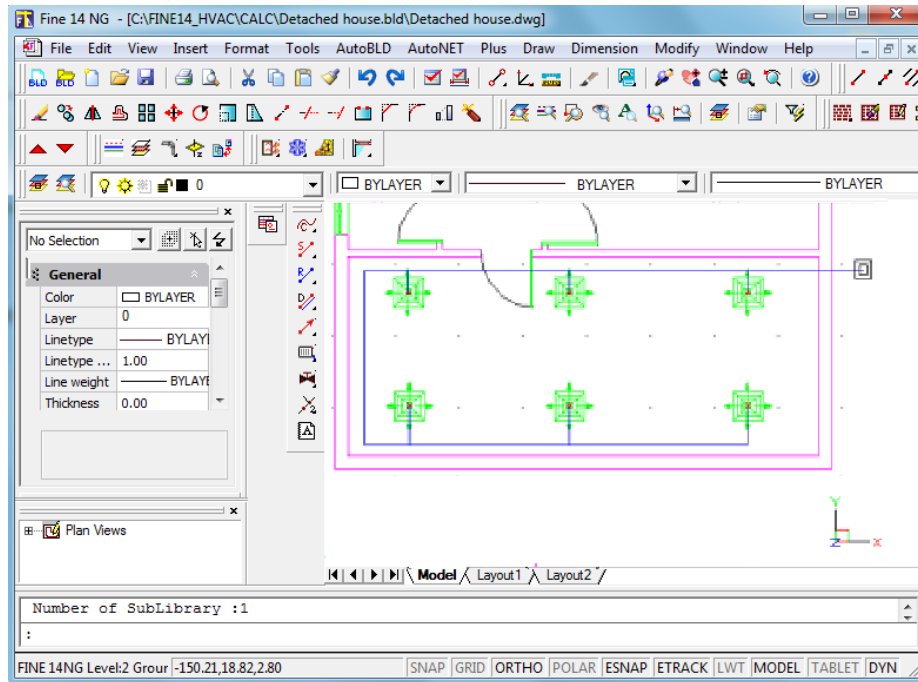 Fine 14 NG - [C:\FINE14_HVAC\CALC\Detached house.bld\Detached house.dwg]
File Edit View Insert Format Tools AutoBLD AutoNET Plus Draw Dimension Modify Window Help
BLD BLD
0 BYLAYER BYLAYER BYLAYER
No Selection
General
Color BYLAYER
Layer 0
Linetype BYLAYI
Linetype ... 1.00
Line weight BYLAYE
Thickness 0.00
Plan Views
Y
Z X
Model Layout1 Layout2
Number of SubLibrary :1
:
FINE 14NG Level:2 Grour -150.21,18.82,2.80 SNAP GRID ORTHO POLAR ESNAP ETRACK LWT MODEL TABLET DYN